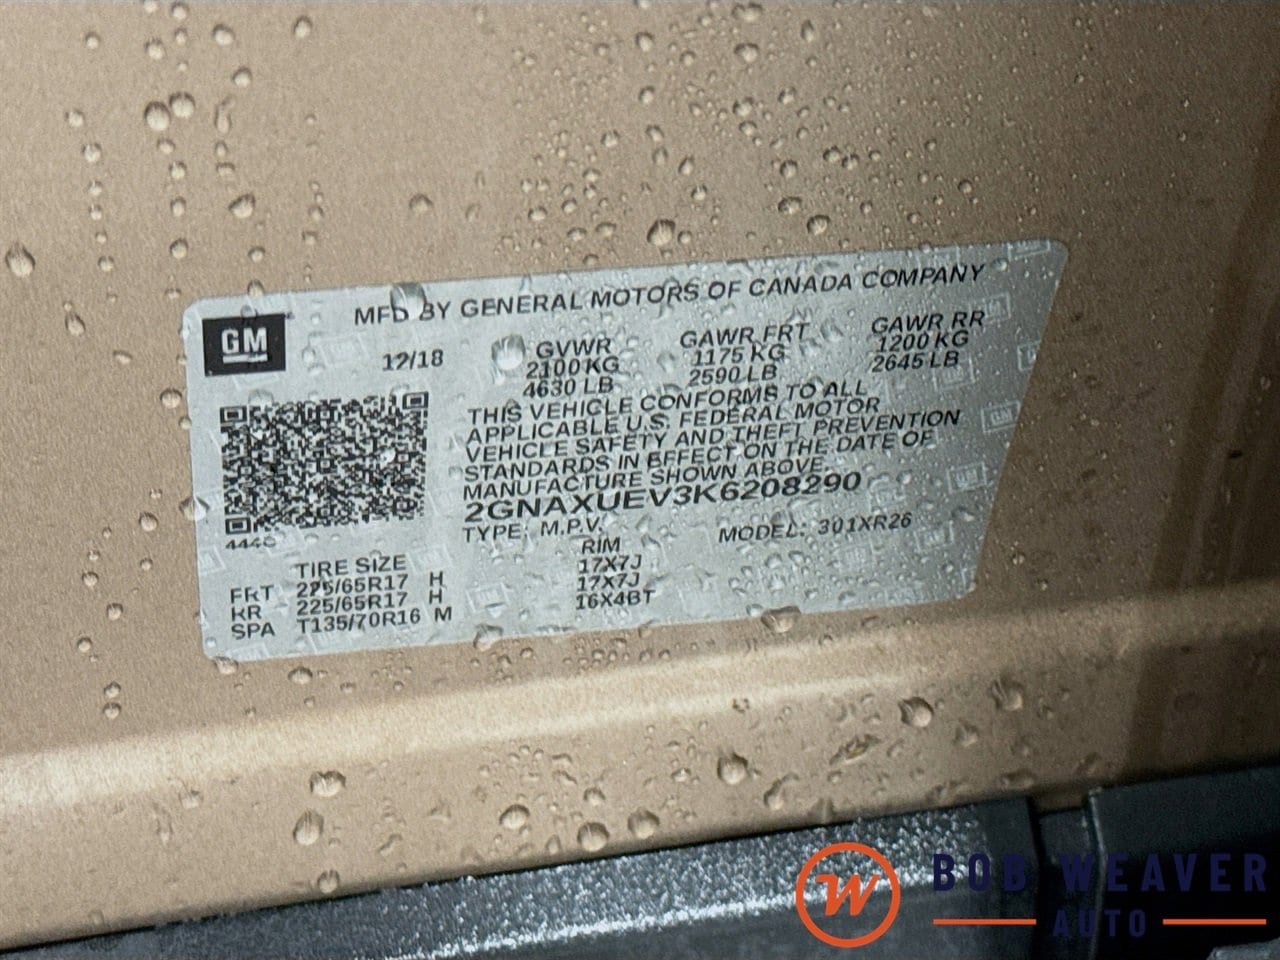 MFD BY GENERAL MOTORS OF CANADA COMPANY
GM
12/18
GVWR GAWR FRT GAWR RR
2100 KG 1175 KG 1200 KG
4630 LB 2590 LB 2645 LB
THIS VEHICLE CONFORMS TO ALL
APPLICABLE U.S. FEDERAL MOTOR
VEHICLE SAFETY AND THEFT PREVENTION
STANDARDS IN EFFECT ON THE DATE OF
MANUFACTURE SHOWN ABOVE.
2GNAXUEV3K6208290
TYPE: M.P.V. MODEL: 301XR26
TIRE SIZE RIM
FRT 225/65R17 H 17X7J
RR 225/65R17 H 17X7J
SPA T135/70R16 M 16X4BT
W
BOB WEAVER
AUTO